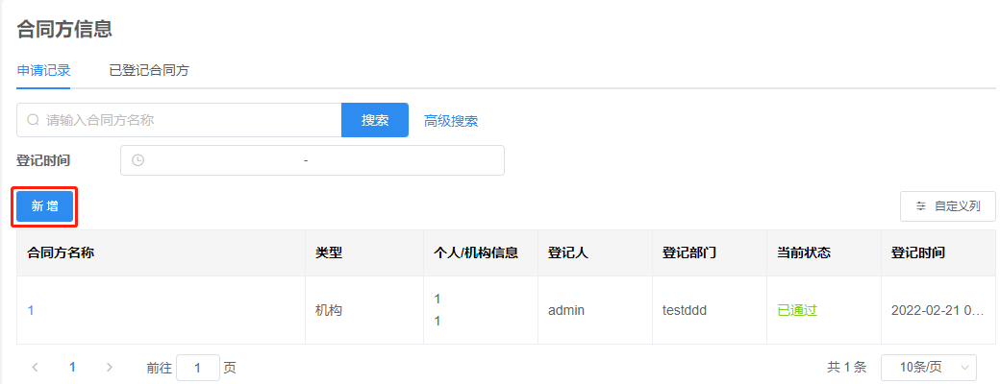 合同方信息
申请记录 已登记合同方
请输入合同方名称 搜索 高级搜索
登记时间 -
新增 自定义列
合同方名称 类型 个人/机构信息 登记人 登记部门 当前状态 登记时间
1 机构 1 admin testddd 已通过 2022-02-21 0...
1
1 前往 1 页 共 1 条 10条/页